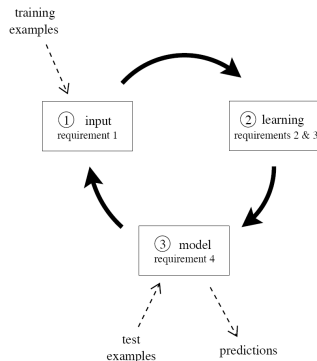 training
examples
① input
requirement 1
② learning
requirements 2 & 3
③ model
requirement 4
test
examples
predictions